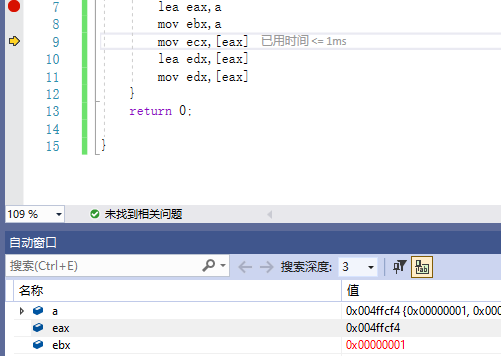 7 lea eax,a
8 mov ebx,a
9 mov ecx,[eax] 已用时间 <= 1ms
10 lea edx,[eax]
11 mov edx,[eax]
12 }
13 return 0;
14
15 }
109 % 未找到相关问题
自动窗口
搜索(Ctrl+E) 搜索深度: 3
名称 值
a 0x004ffcf4 {0x00000001, 0x000
eax 0x004ffcf4
ebx 0x00000001